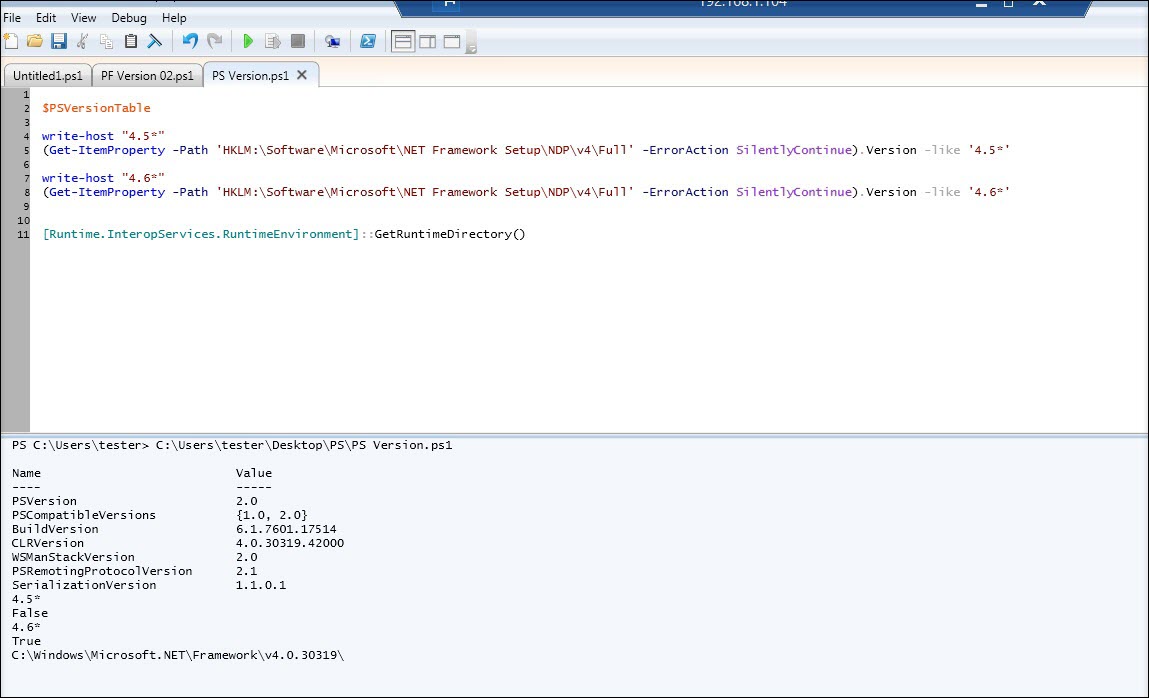 192.168.1.104
File Edit View Debug Help
Untitled1.ps1 PF Version 02.ps1 PS Version.ps1
1
2 $PSVersionTable
3
4 write-host "4.5*"
5 (Get-ItemProperty -Path 'HKLM:\Software\Microsoft\NET Framework Setup\NDP\v4\Full' -ErrorAction SilentlyContinue).Version -like '4.5*'
6
7 write-host "4.6*"
8 (Get-ItemProperty -Path 'HKLM:\Software\Microsoft\NET Framework Setup\NDP\v4\Full' -ErrorAction SilentlyContinue).Version -like '4.6*'
9
10
11 [Runtime.InteropServices.RuntimeEnvironment]::GetRuntimeDirectory()
PS C:\Users\tester> C:\Users\tester\Desktop\PS\PS Version.ps1
Name Value
---- -----
PSVersion 2.0
PSCompatibleVersions {1.0, 2.0}
BuildVersion 6.1.7601.17514
CLRVersion 4.0.30319.42000
WSManStackVersion 2.0
PSRemotingProtocolVersion 2.1
SerializationVersion 1.1.0.1
4.5*
False
4.6*
True
C:\Windows\Microsoft.NET\Framework\v4.0.30319\